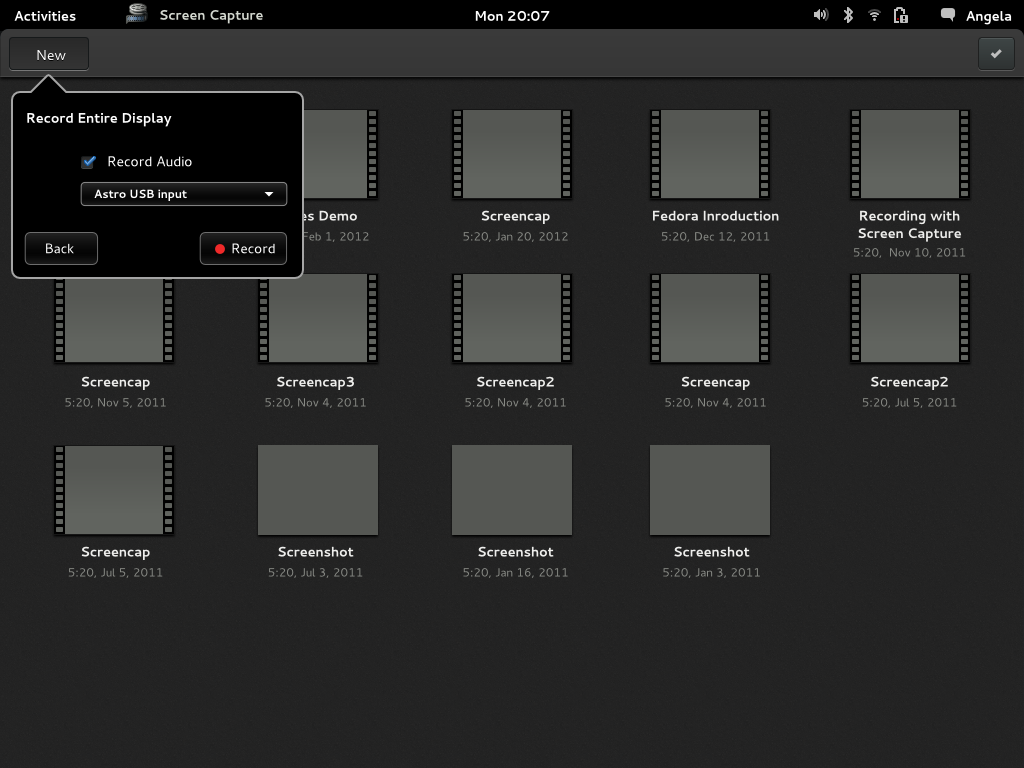 Activities Screen Capture Mon 20:07 Angela
New
Record Entire Display
Record Audio
Astro USB input
Back Record
es Demo Screencap Fedora Inroduction Recording with
Screen Capture
Feb 1, 2012 5:20, Jan 20, 2012 5:20, Dec 12, 2011 5:20, Nov 10, 2011
Screencap Screencap3 Screencap2 Screencap Screencap2
5:20, Nov 5, 2011 5:20, Nov 4, 2011 5:20, Nov 4, 2011 5:20, Nov 4, 2011 5:20, Jul 5, 2011
Screencap Screenshot Screenshot Screenshot
5:20, Jul 5, 2011 5:20, Jul 3, 2011 5:20, Jan 16, 2011 5:20, Jan 3, 2011